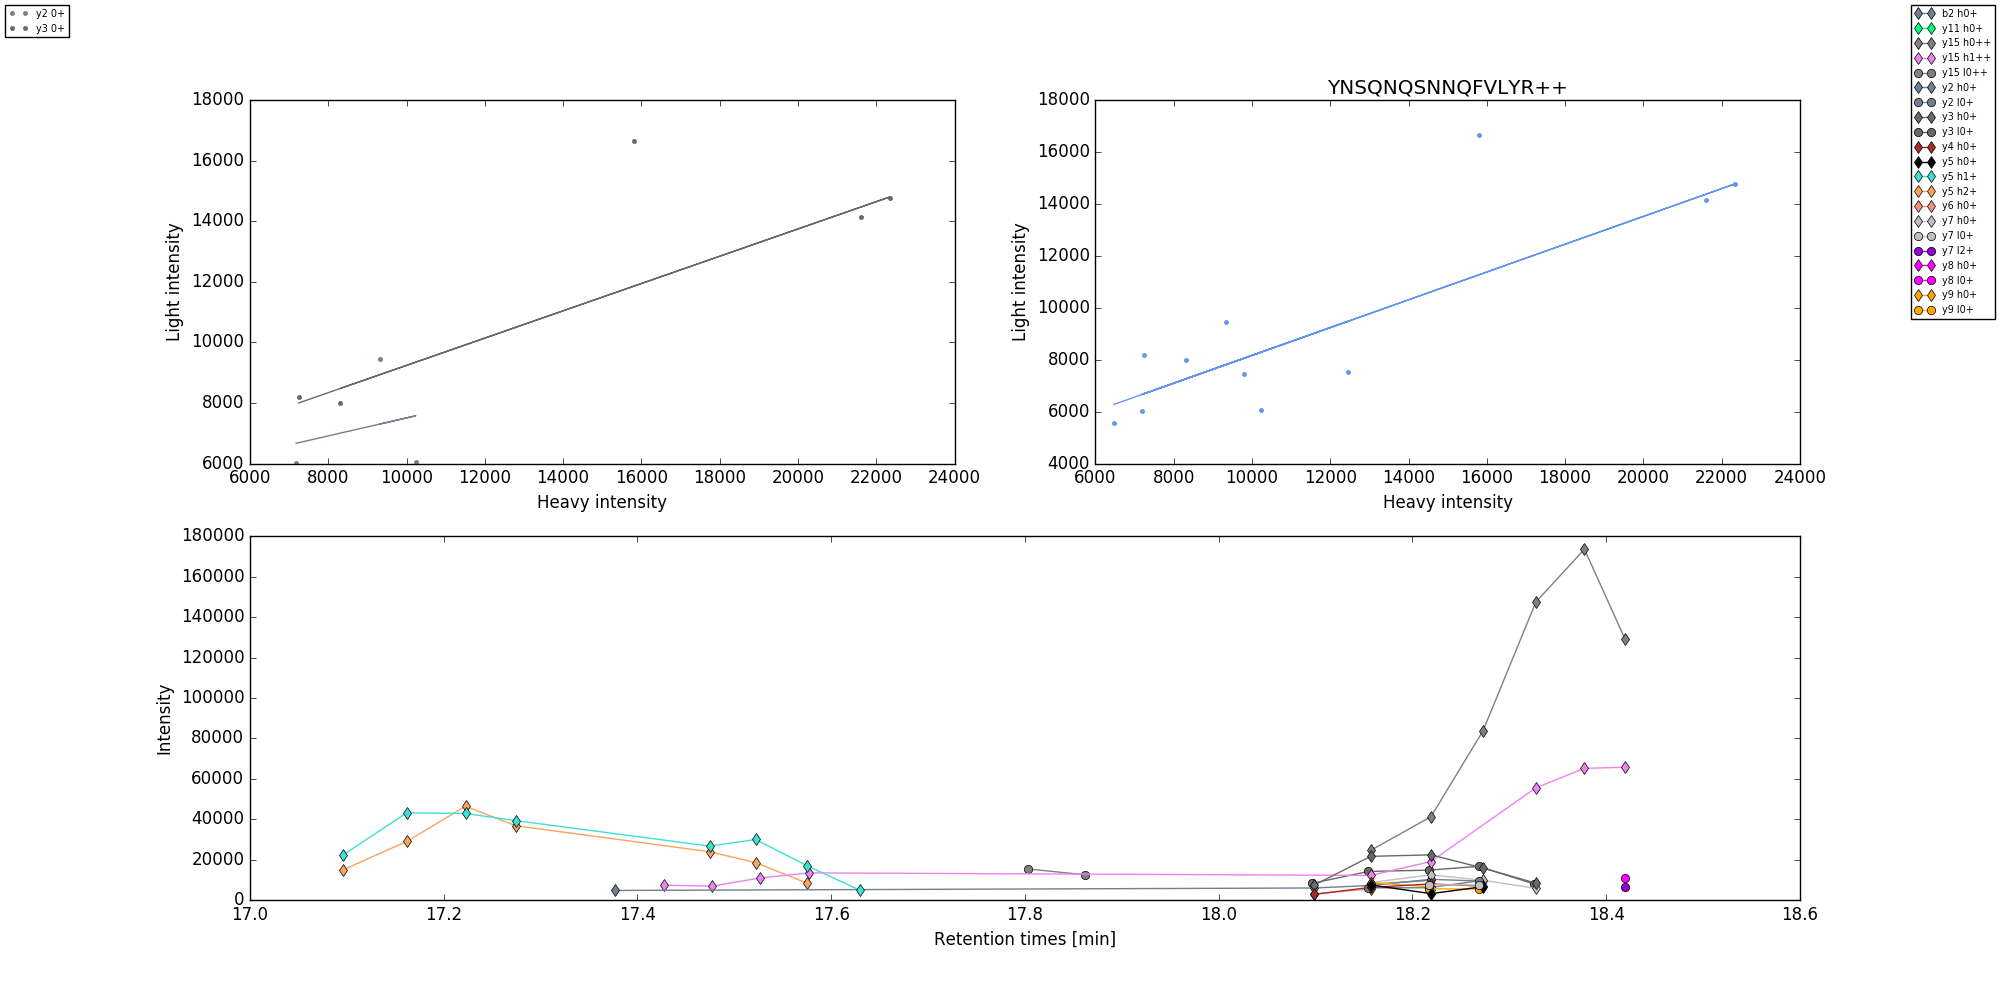 y2 0+
y3 0+
b2 h0+
y11 h0+
y15 h0++
y15 h1++
y15 l0++
y2 h0+
y2 l0+
y3 h0+
y3 l0+
y4 h0+
y5 h0+
y5 h1+
y5 h2+
y6 h0+
y7 h0+
y7 l0+
y7 l2+
y8 h0+
y8 l0+
y9 h0+
y9 l0+
18000
16000
14000
12000
10000
8000
6000
Light intensity
6000 8000 10000 12000 14000 16000 18000 20000 22000 24000
Heavy intensity
YNSQNQSNNQFVLYR++
18000
16000
14000
12000
10000
8000
6000
4000
Light intensity
6000 8000 10000 12000 14000 16000 18000 20000 22000 24000
Heavy intensity
180000
160000
140000
120000
100000
80000
60000
40000
20000
0
Intensity
17.0 17.2 17.4 17.6 17.8 18.0 18.2 18.4 18.6
Retention times [min]